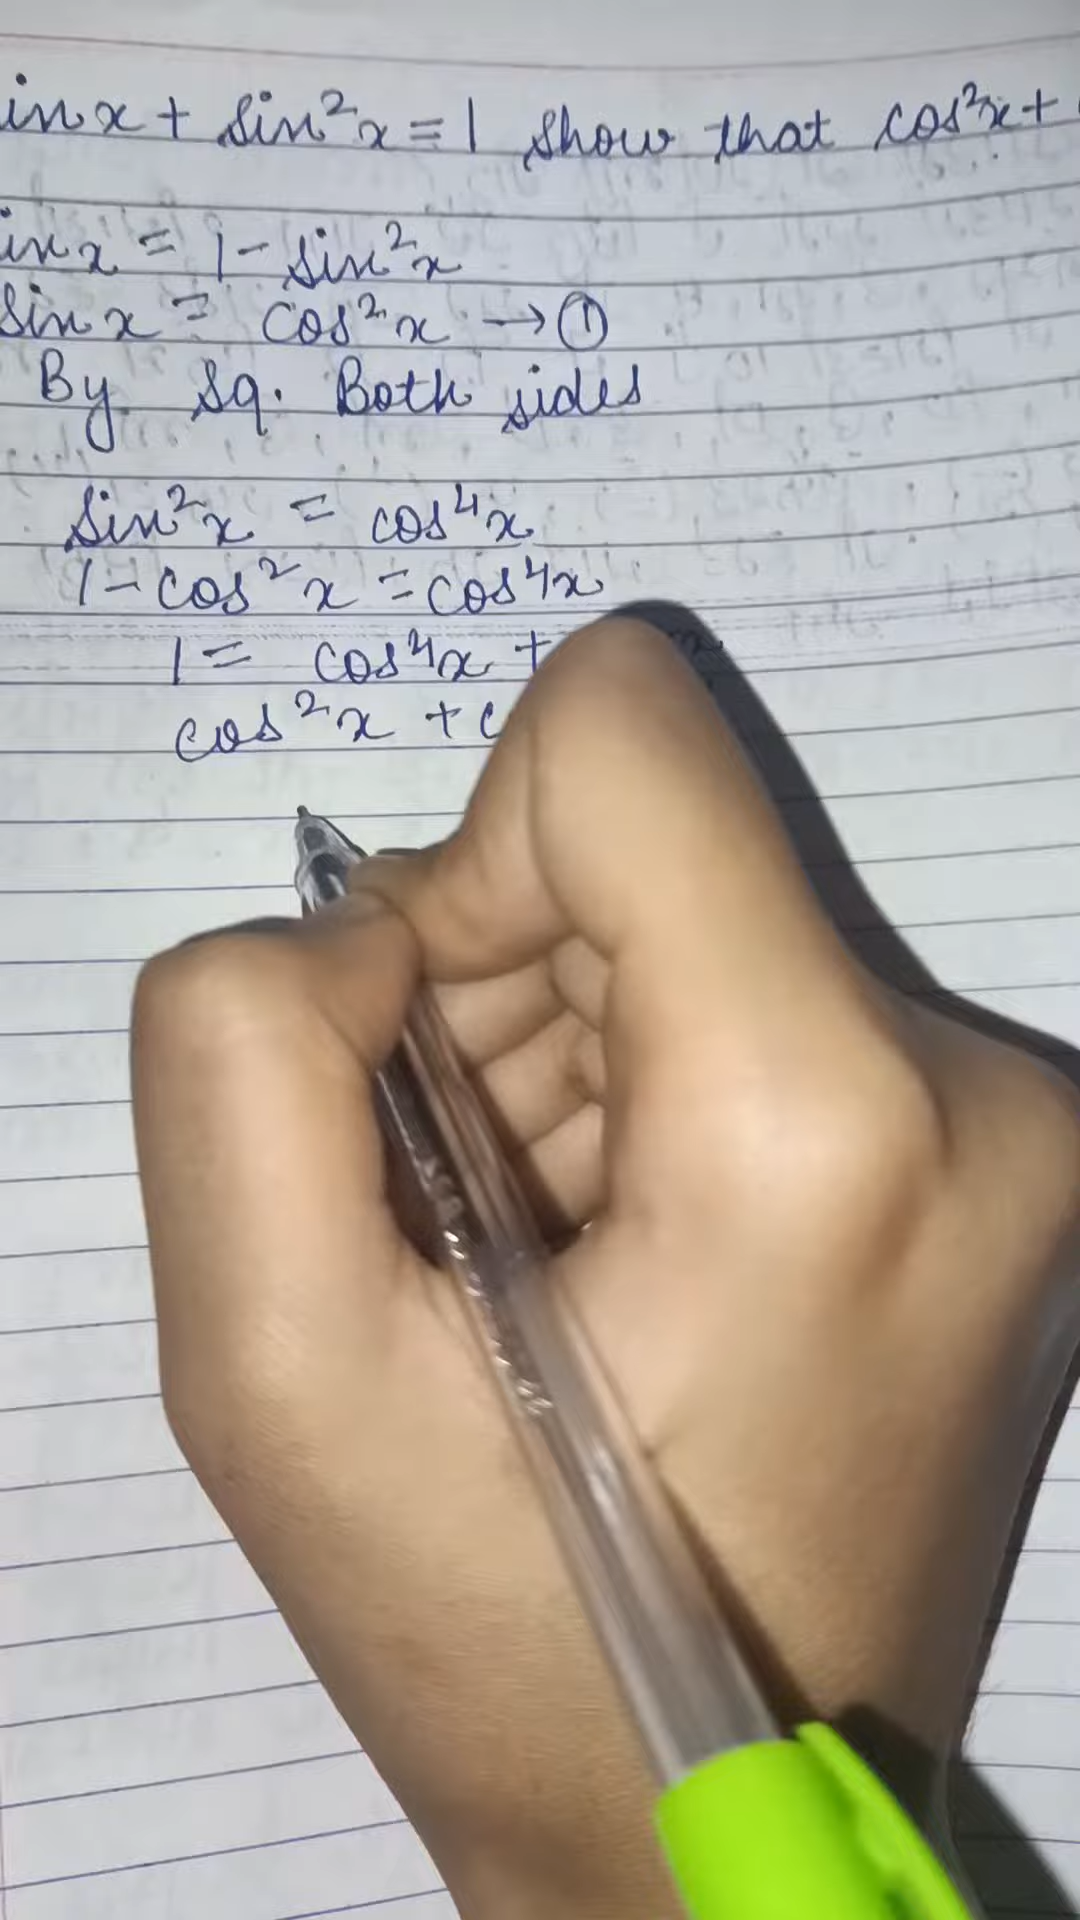 inx + sin²x = 1 show that cos²x +
inx = 1 - sin²x
sinx = cos²x → ①
By sq. Both sides
sin²x = cos⁴x
1 - cos²x = cos⁴x
1 = cos⁴x +
cos²x + c